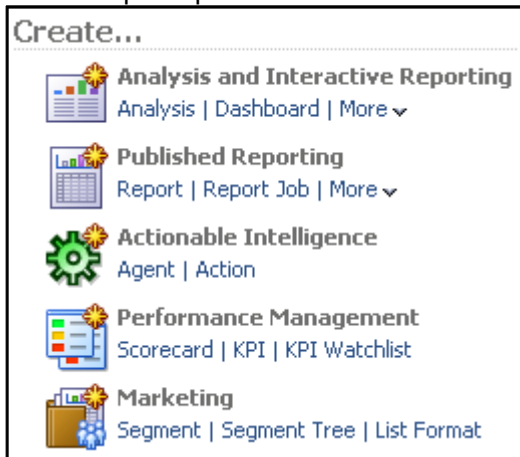 Create...
Analysis and Interactive Reporting
Analysis | Dashboard | More
Published Reporting
Report | Report Job | More
Actionable Intelligence
Agent | Action
Performance Management
Scorecard | KPI | KPI Watchlist
Marketing
Segment | Segment Tree | List Format